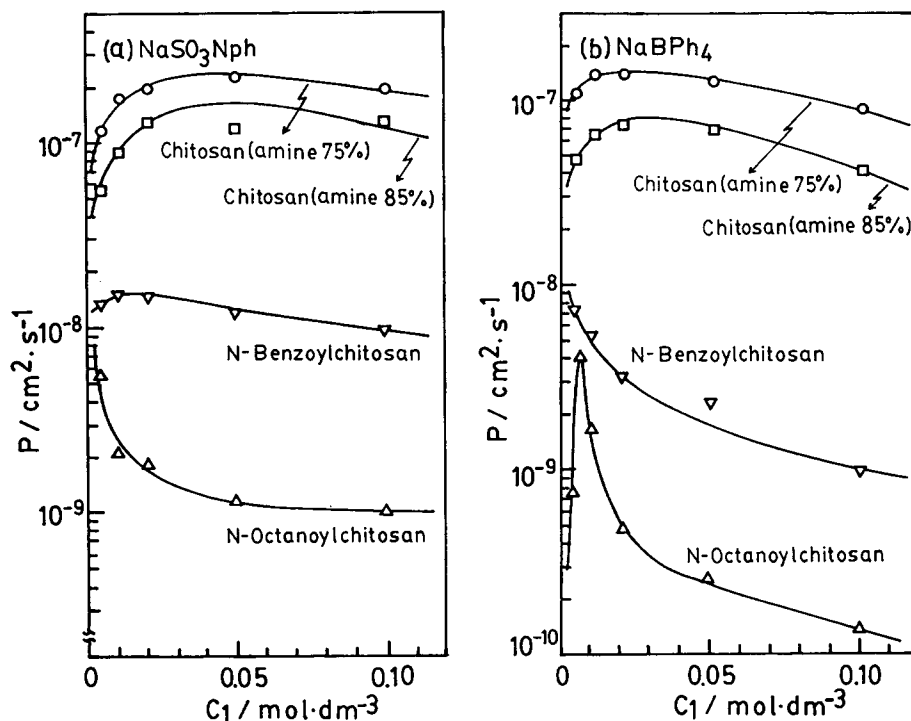 (a) NaSO₃Nph
10⁻⁷
Chitosan(amine 75%)
Chitosan(amine 85%)
10⁻⁸
N-Benzoylchitosan
P / cm²·s⁻¹
10⁻⁹
N-Octanoylchitosan
0
0.05
0.10
C₁ / mol·dm⁻³
(b) NaBPh₄
10⁻⁷
Chitosan(amine 75%)
Chitosan(amine 85%)
10⁻⁸
N-Benzoylchitosan
P / cm²·s⁻¹
10⁻⁹
N-Octanoylchitosan
10⁻¹⁰
0
0.05
0.10
C₁ / mol·dm⁻³